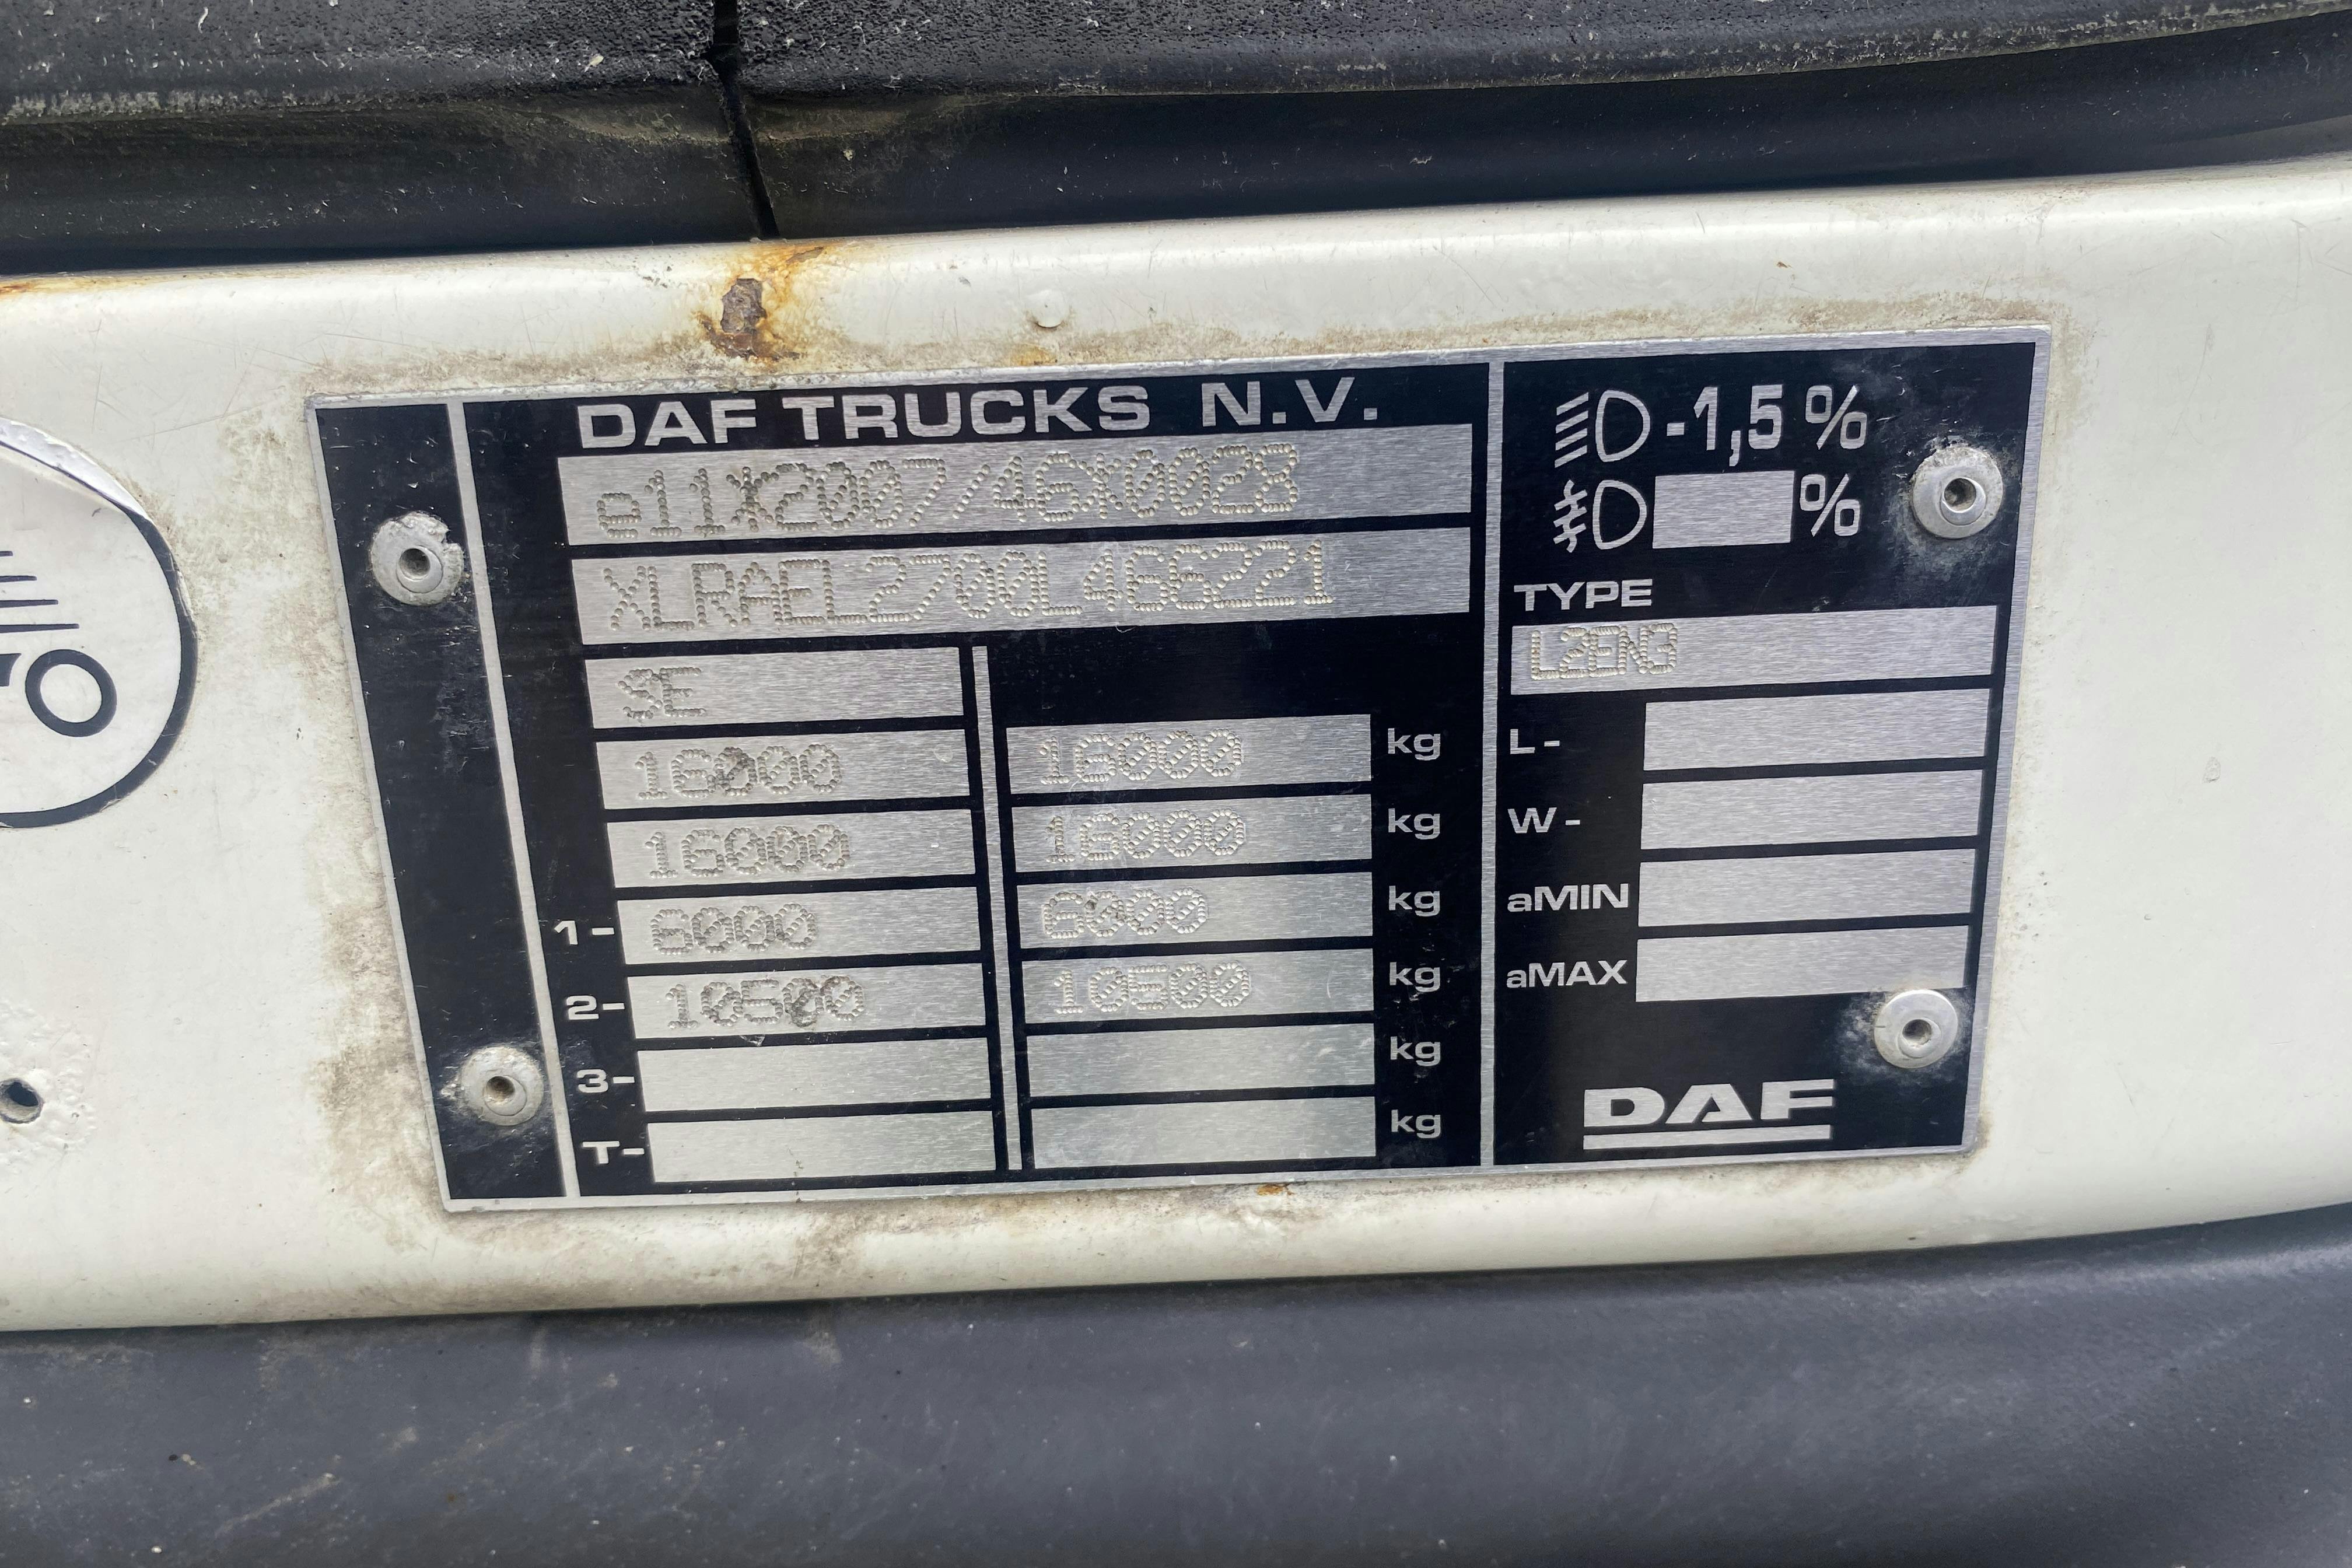 DAF TRUCKS N.V.
e11X2007/46X0028
XLRAEL2700L466221
SE
16000 16000 kg
16000 16000 kg
1- 6000 6000 kg
2- 10500 10500 kg
3- kg
T- kg
-1,5 %
%
TYPE
L2EN3
L-
W-
aMIN
aMAX
DAF